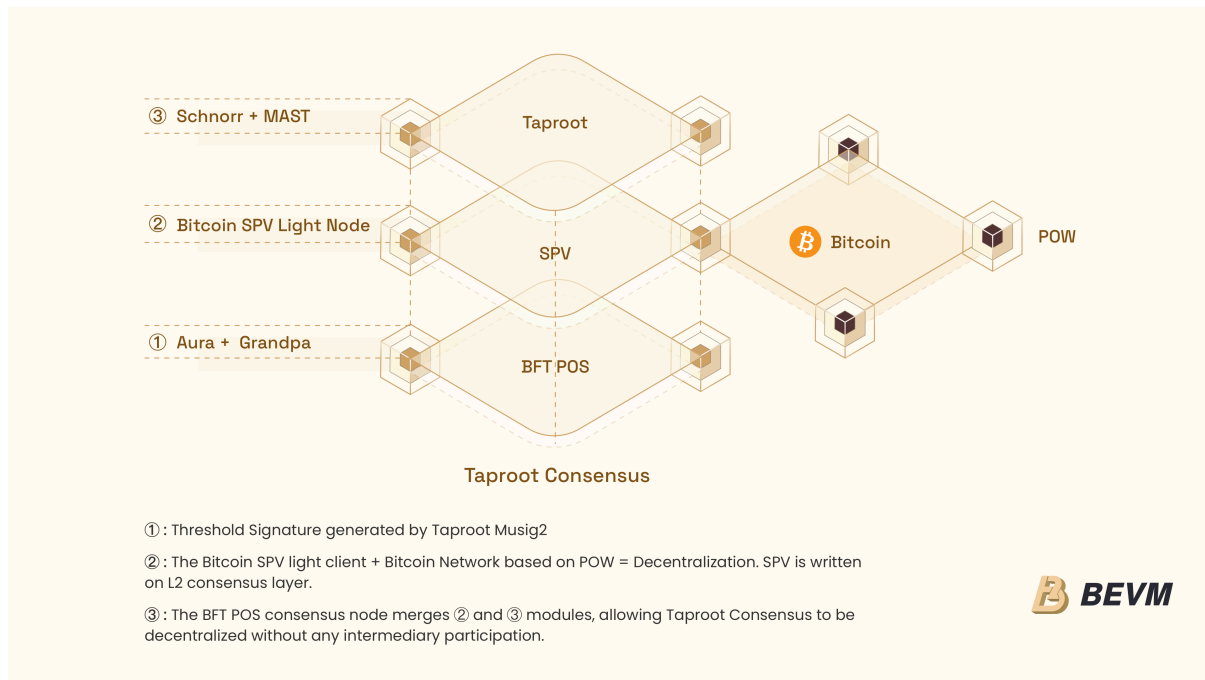 ③ Schnorr + MAST
Taproot
② Bitcoin SPV Light Node
SPV
Bitcoin
POW
① Aura + Grandpa
BFT POS
Taproot Consensus
① : Threshold Signature generated by Taproot Musig2
② : The Bitcoin SPV light client + Bitcoin Network based on POW = Decentralization. SPV is written
on L2 consensus layer.
③ : The BFT POS consensus node merges ② and ③ modules, allowing Taproot Consensus to be
decentralized without any intermediary participation.
BEVM